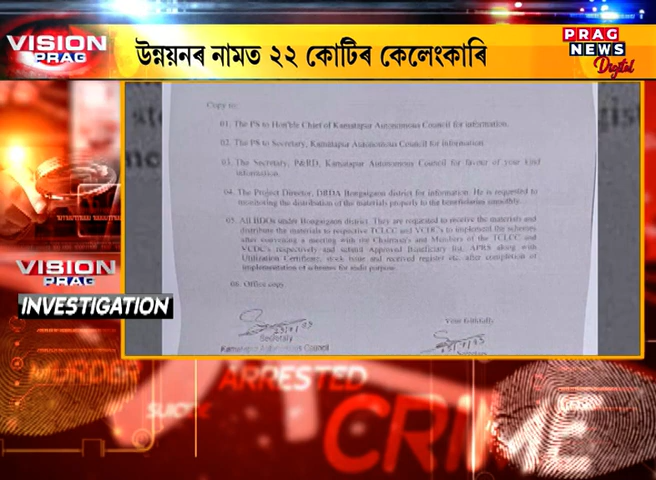 VISION
PRAG
উন্নয়নৰ নামত ২২ কোটিৰ কেলেংকাৰি
PRAG
NEWS
Digital
Copy to:
01. The PS to Hon'ble Chief of Kamatapur Autonomous Council for information.
02. The PS to Secretary, Kamatapur Autonomous Council for information.
03. The Secretary, P&RD, Kamatapur Autonomous Council for favour of your kind
information.
04. The Project Director, DRDA Bongaigaon district for information. He is requested to
monitoring the distribution of the materials properly to the beneficiaries smoothly.
05. All BDOs under Bongaigaon district. They are requested to receive the materials and
distribute the materials to respective TCLCC and VCDC's to implement the schemes
after convening a meeting with the Chairman's and Members of the TCLCC and
VCDC's respectively and submit Approved Beneficiary list, APRS along with
Utilization Certificate, stock issue and received register etc. after completion of
implementation of schemes for audit purpose.
06. Office copy.
Your faithfully
Secretary
Kamatapur Autonomous Council
Secretary
VISION
PRAG
INVESTIGATION
MURDER
ARRESTED
CRIME